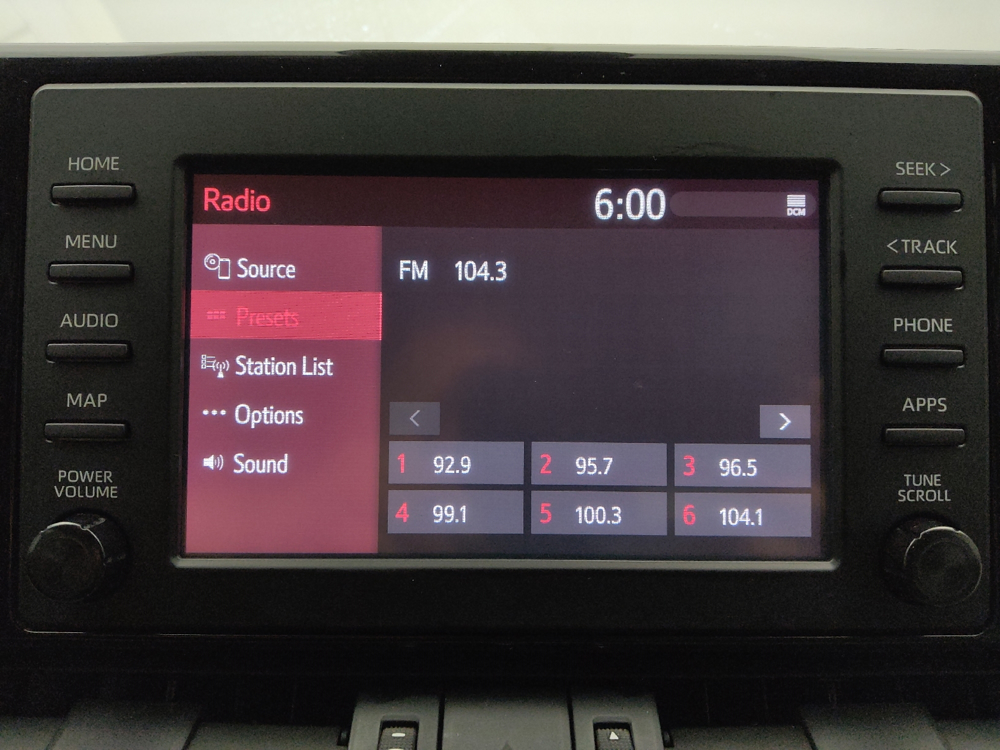 HOME
MENU
AUDIO
MAP
POWER
VOLUME
Radio
6:00
DCM
Source
Presets
Station List
Options
Sound
FM 104.3
<
>
1 92.9
2 95.7
3 96.5
4 99.1
5 100.3
6 104.1
SEEK >
< TRACK
PHONE
APPS
TUNE
SCROLL